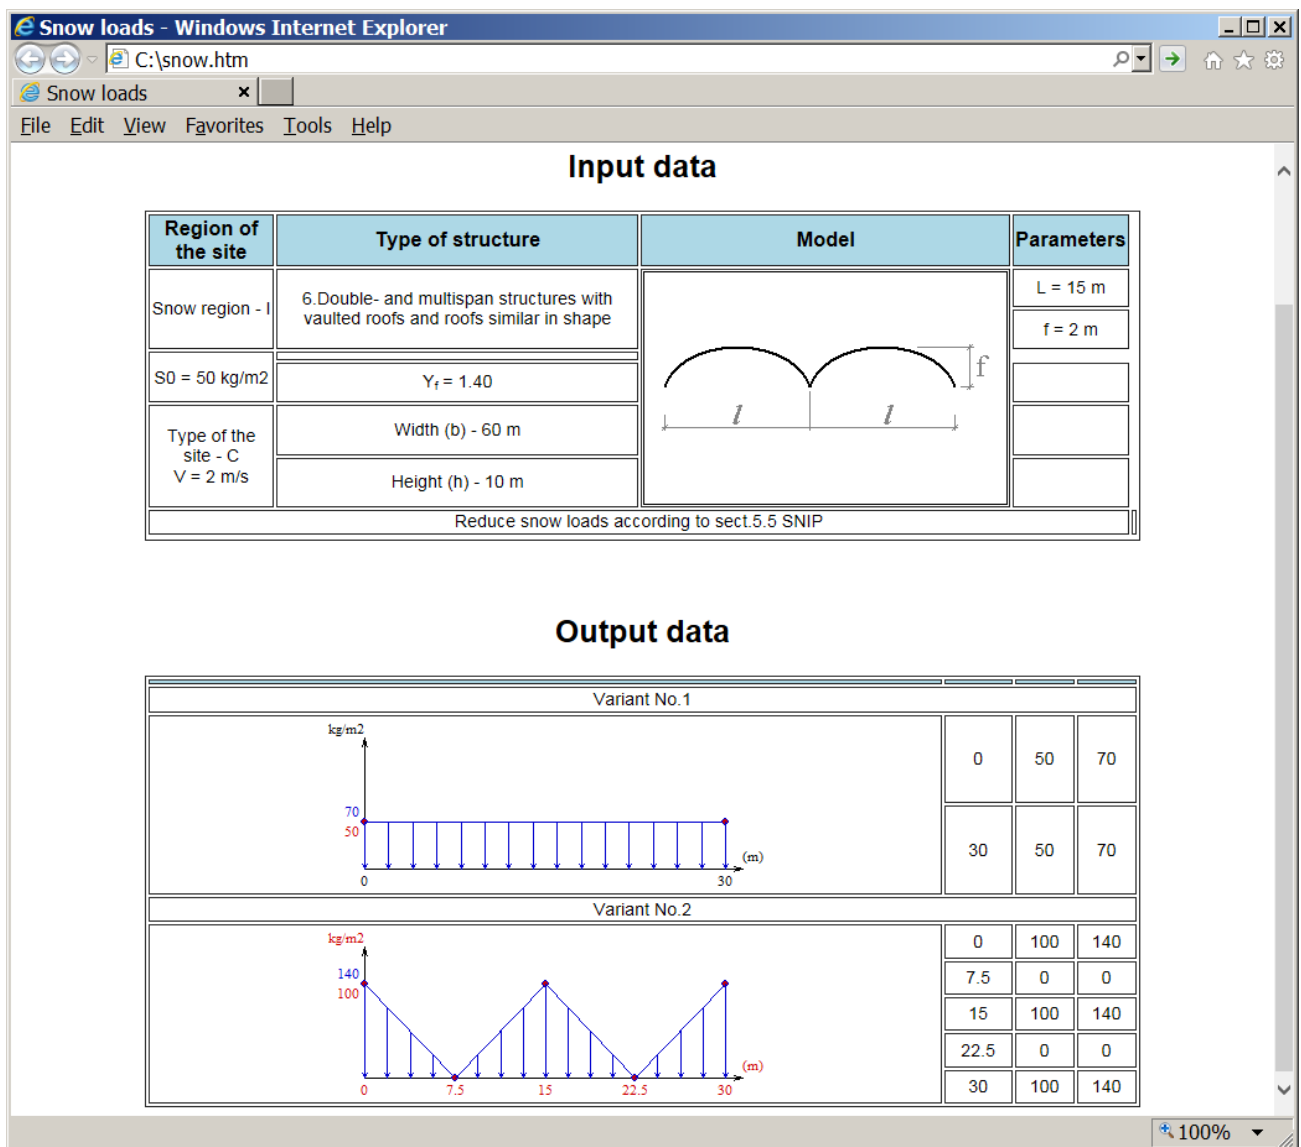 Snow loads - Windows Internet Explorer
C:\snow.htm
Snow loads
File Edit View Favorites Tools Help
Input data
Region of the site
Type of structure
Model
Parameters
Snow region - I
6.Double- and multispan structures with
vaulted roofs and roofs similar in shape
L = 15 m
f = 2 m
f
l l
S0 = 50 kg/m2
Yf = 1.40
Type of the
site - C
V = 2 m/s
Width (b) - 60 m
Height (h) - 10 m
Reduce snow loads according to sect.5.5 SNIP
Output data
Variant No.1
kg/m2
70
50
(m)
0 30
0 50 70
30 50 70
Variant No.2
kg/m2
140
100
(m)
0 7.5 15 22.5 30
0 100 140
7.5 0 0
15 100 140
22.5 0 0
30 100 140
100%